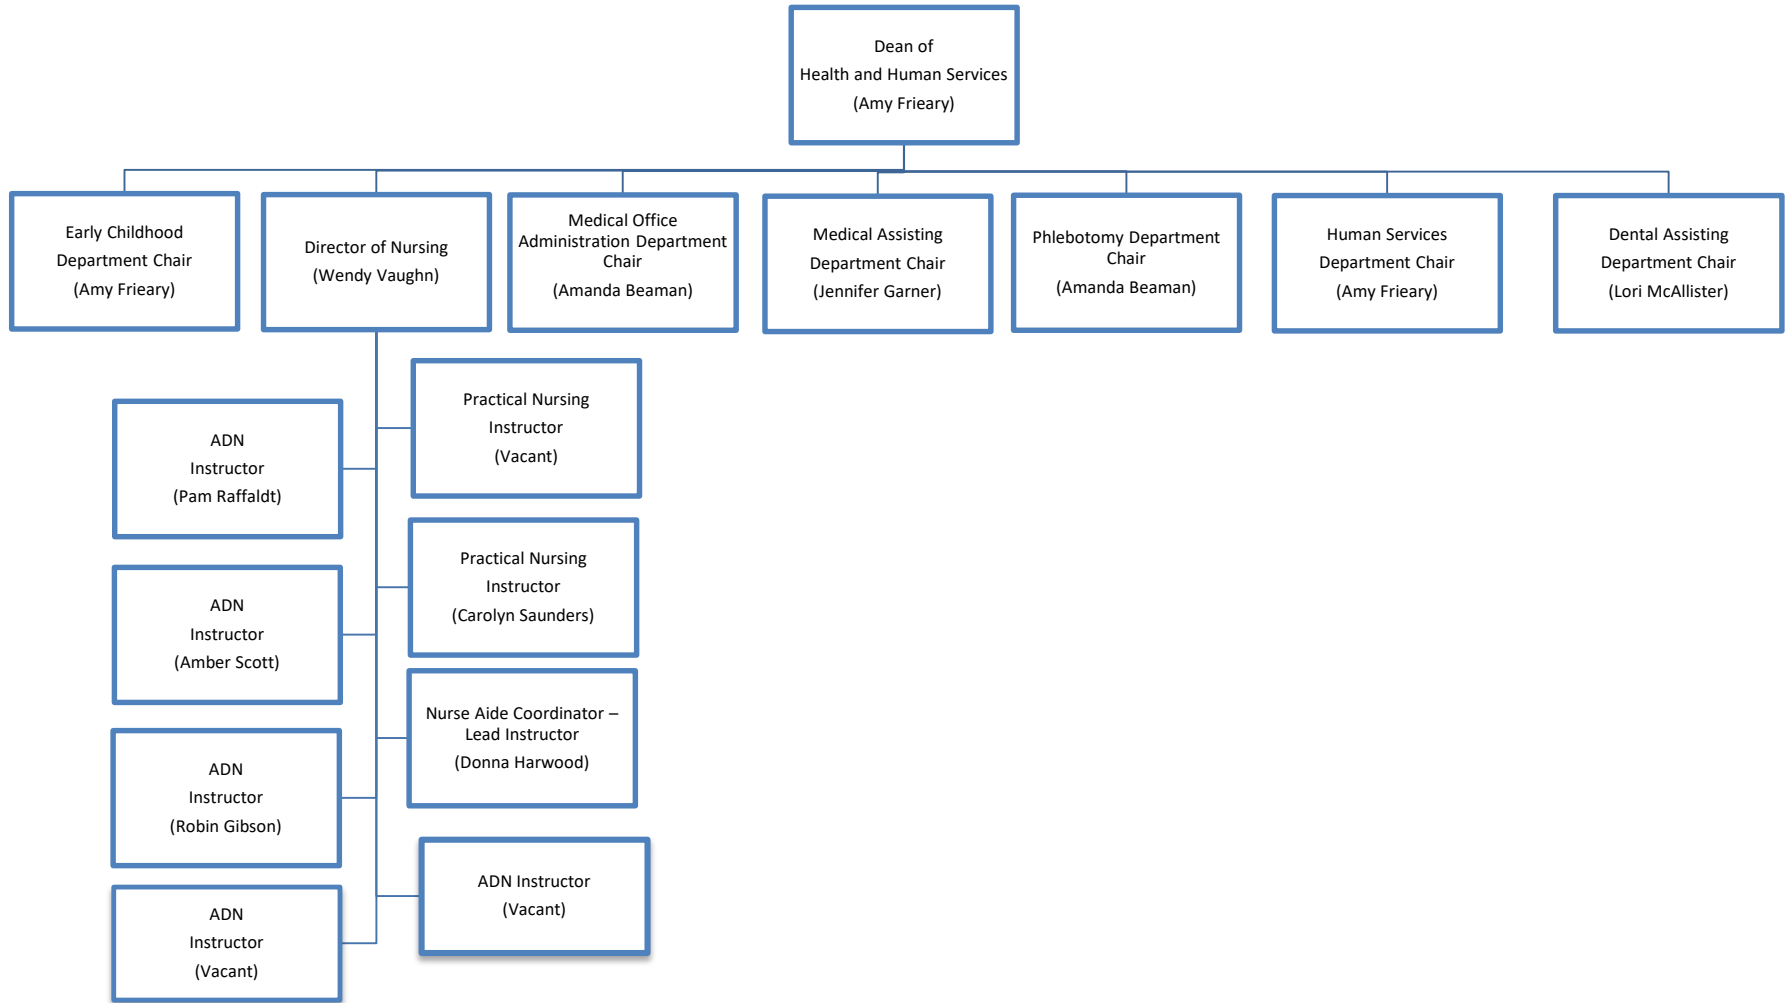 Dean of
Health and Human Services
(Amy Frieary)
Early Childhood
Department Chair
(Amy Frieary)
Director of Nursing
(Wendy Vaughn)
Medical Office
Administration Department
Chair
(Amanda Beaman)
Medical Assisting
Department Chair
(Jennifer Garner)
Phlebotomy Department
Chair
(Amanda Beaman)
Human Services
Department Chair
(Amy Frieary)
Dental Assisting
Department Chair
(Lori McAllister)
Practical Nursing
Instructor
(Vacant)
ADN
Instructor
(Pam Raffaldt)
Practical Nursing
Instructor
(Carolyn Saunders)
ADN
Instructor
(Amber Scott)
Nurse Aide Coordinator –
Lead Instructor
(Donna Harwood)
ADN
Instructor
(Robin Gibson)
ADN Instructor
(Vacant)
ADN
Instructor
(Vacant)